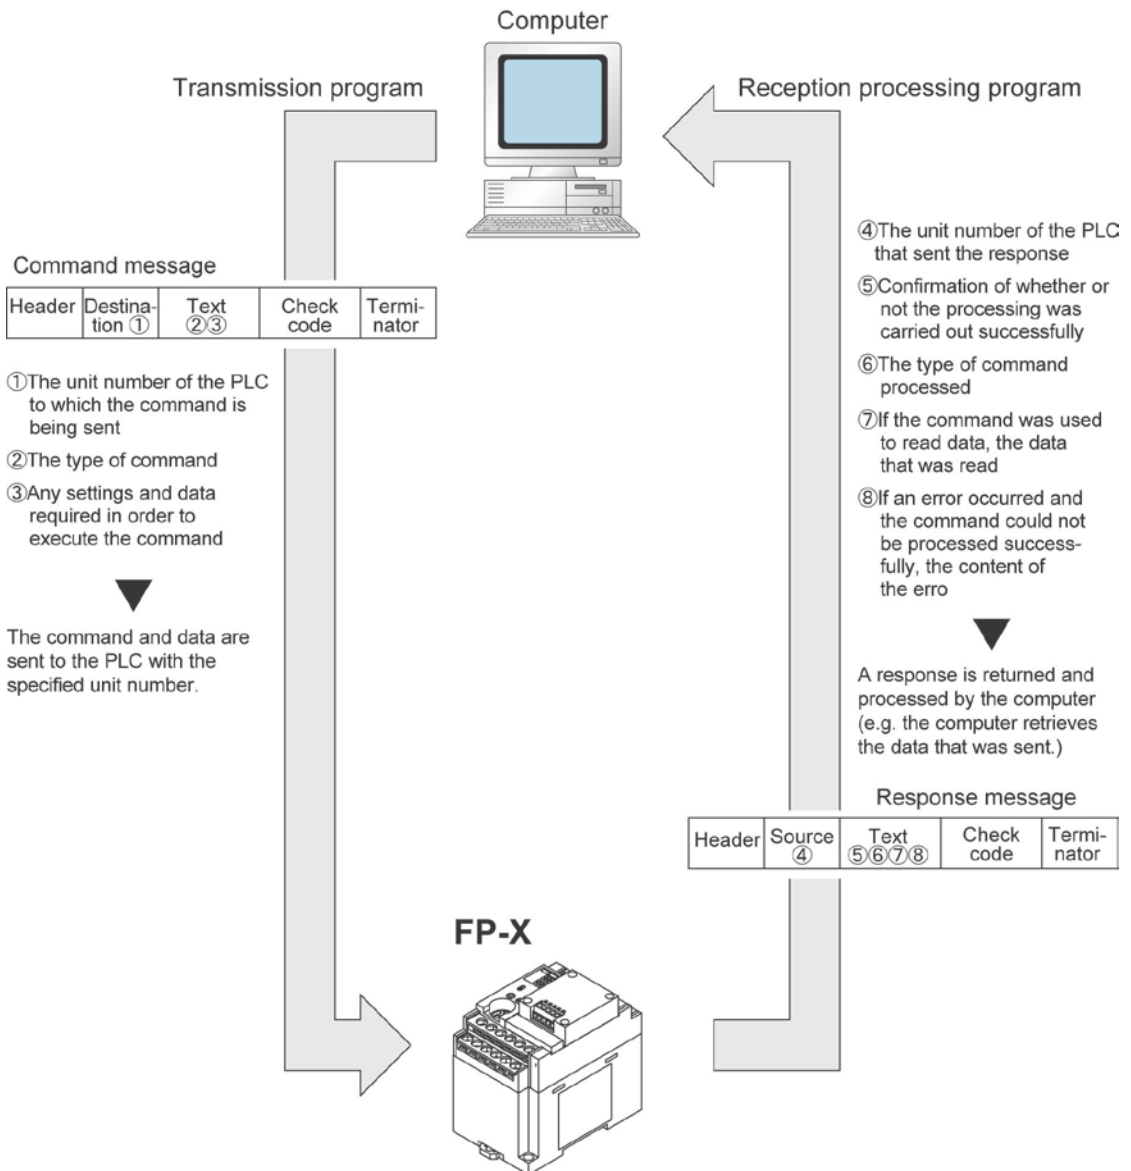 Computer
Transmission program
Reception processing program
Command message
Header
Destina-
tion ①
Text
②③
Check
code
Termi-
nator
①The unit number of the PLC
to which the command is
being sent
②The type of command
③Any settings and data
required in order to
execute the command
The command and data are
sent to the PLC with the
specified unit number.
④The unit number of the PLC
that sent the response
⑤Confirmation of whether or
not the processing was
carried out successfully
⑥The type of command
processed
⑦If the command was used
to read data, the data
that was read
⑧If an error occurred and
the command could not
be processed success-
fully, the content of
the erro
A response is returned and
processed by the computer
(e.g. the computer retrieves
the data that was sent.)
Response message
Header
Source
④
Text
⑤⑥⑦⑧
Check
code
Termi-
nator
FP-X